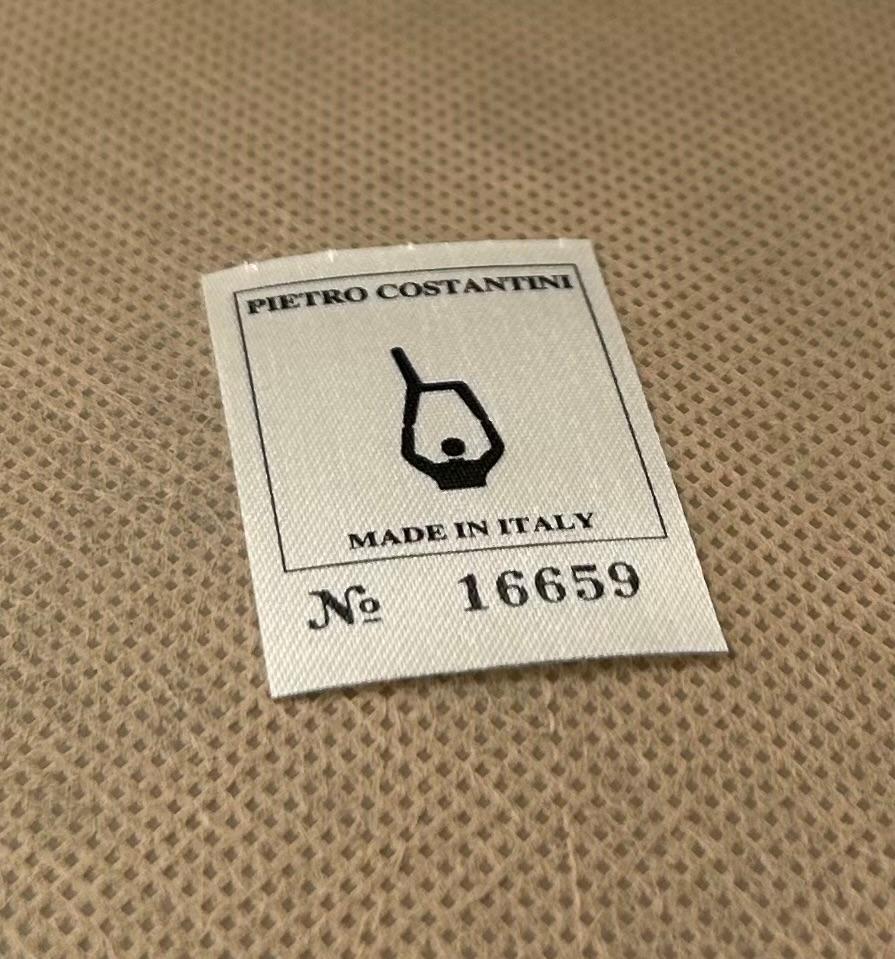 PIETRO COSTANTINI
MADE IN ITALY
№ 16659